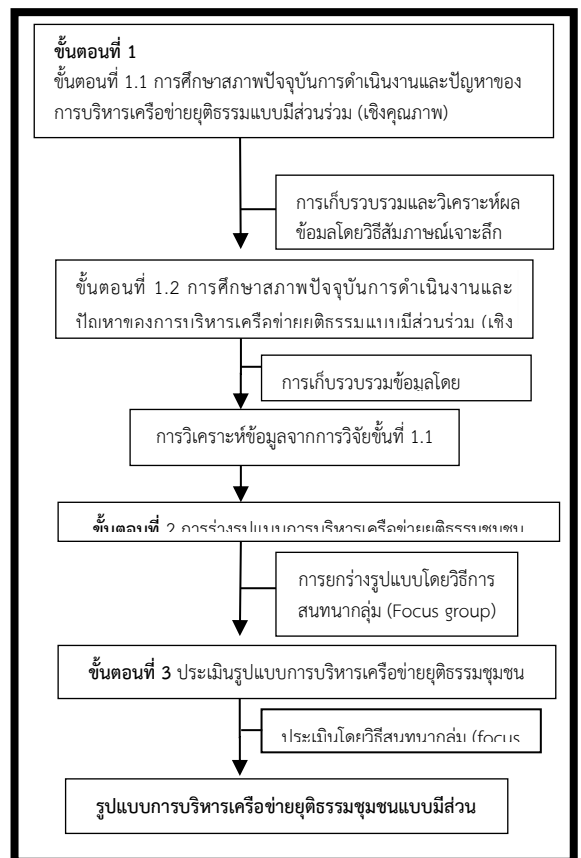 ขั้นตอนที่ 1
ขั้นตอนที่ 1.1 การศึกษาสภาพปัจจุบันการดำเนินงานและปัญหาของ
การบริหารเครือข่ายยุติธรรมแบบมีส่วนร่วม (เชิงคุณภาพ)
การเก็บรวบรวมและวิเคราะห์ผล
ข้อมูลโดยวิธีสัมภาษณ์เจาะลึก
ขั้นตอนที่ 1.2 การศึกษาสภาพปัจจุบันการดำเนินงานและ
ปัญหาของการบริหารเครือข่ายยุติธรรมแบบมีส่วนร่วม (เชิง
การเก็บรวบรวมข้อมูลโดย
การวิเคราะห์ข้อมูลจากการวิจัยขั้นที่ 1.1
ขั้นตอนที่ 2 การร่างรูปแบบการบริหารเครือข่ายยุติธรรมชุมชน
การยกร่างรูปแบบโดยวิธีการ
สนทนากลุ่ม (Focus group)
ขั้นตอนที่ 3 ประเมินรูปแบบการบริหารเครือข่ายยุติธรรมชุมชน
ประเมินโดยวิธีสนทนากลุ่ม (focus
รูปแบบการบริหารเครือข่ายยุติธรรมชุมชนแบบมีส่วน